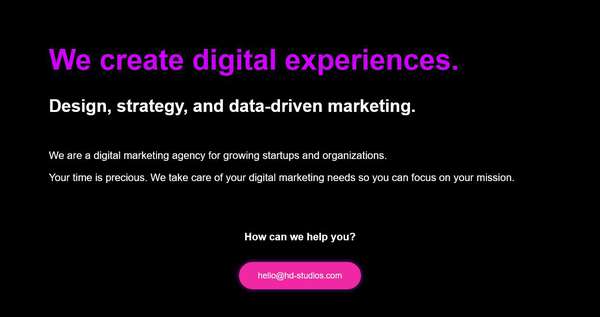 We create digital experiences.
Design, strategy, and data-driven marketing.
We are a digital marketing agency for growing startups and organizations.
Your time is precious. We take care of your digital marketing needs so you can focus on your mission.
How can we help you?
hello@hd-studios.com